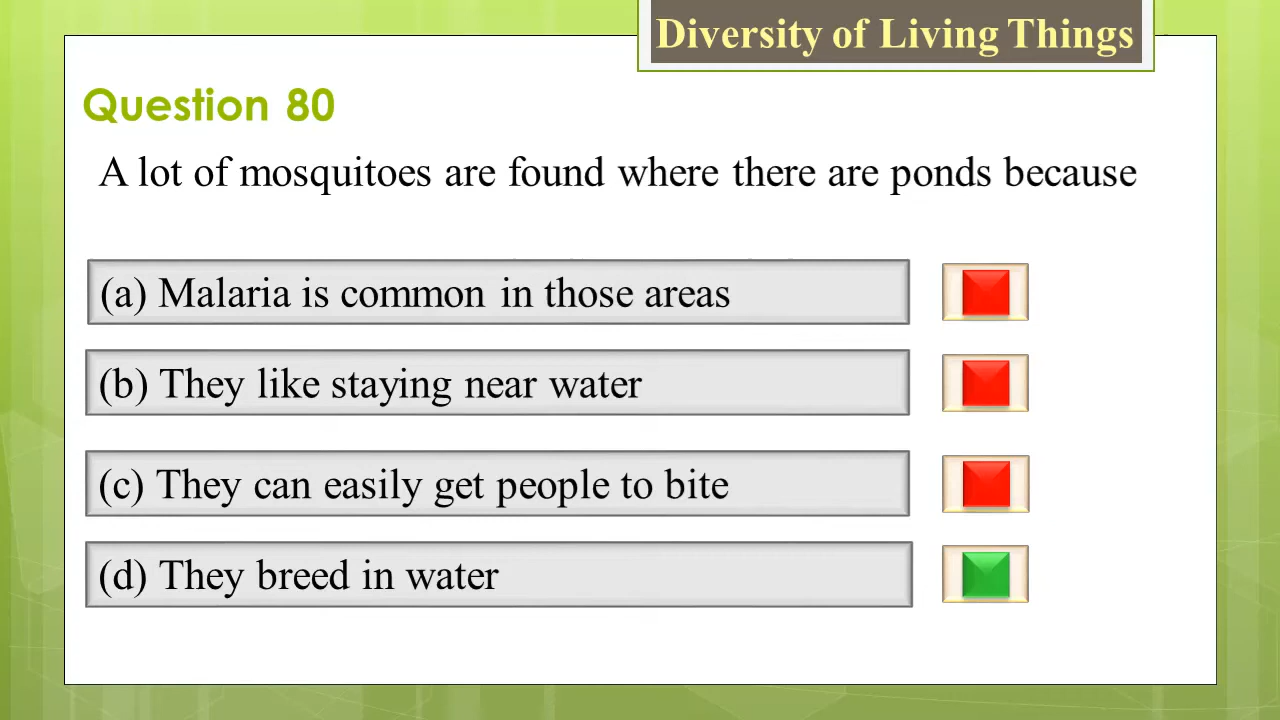 Diversity of Living Things
Question 80
A lot of mosquitoes are found where there are ponds because
(a) Malaria is common in those areas
(b) They like staying near water
(c) They can easily get people to bite
(d) They breed in water